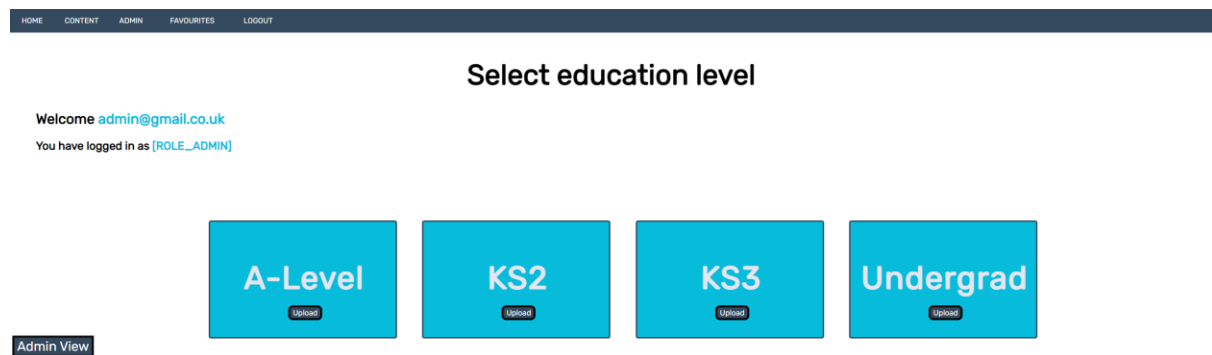 HOME CONTENT ADMIN FAVOURITES LOGOUT
Select education level
Welcome admin@gmail.co.uk
You have logged in as [ROLE_ADMIN]
A-Level KS2 KS3 Undergrad
Upload Upload Upload Upload
Admin View